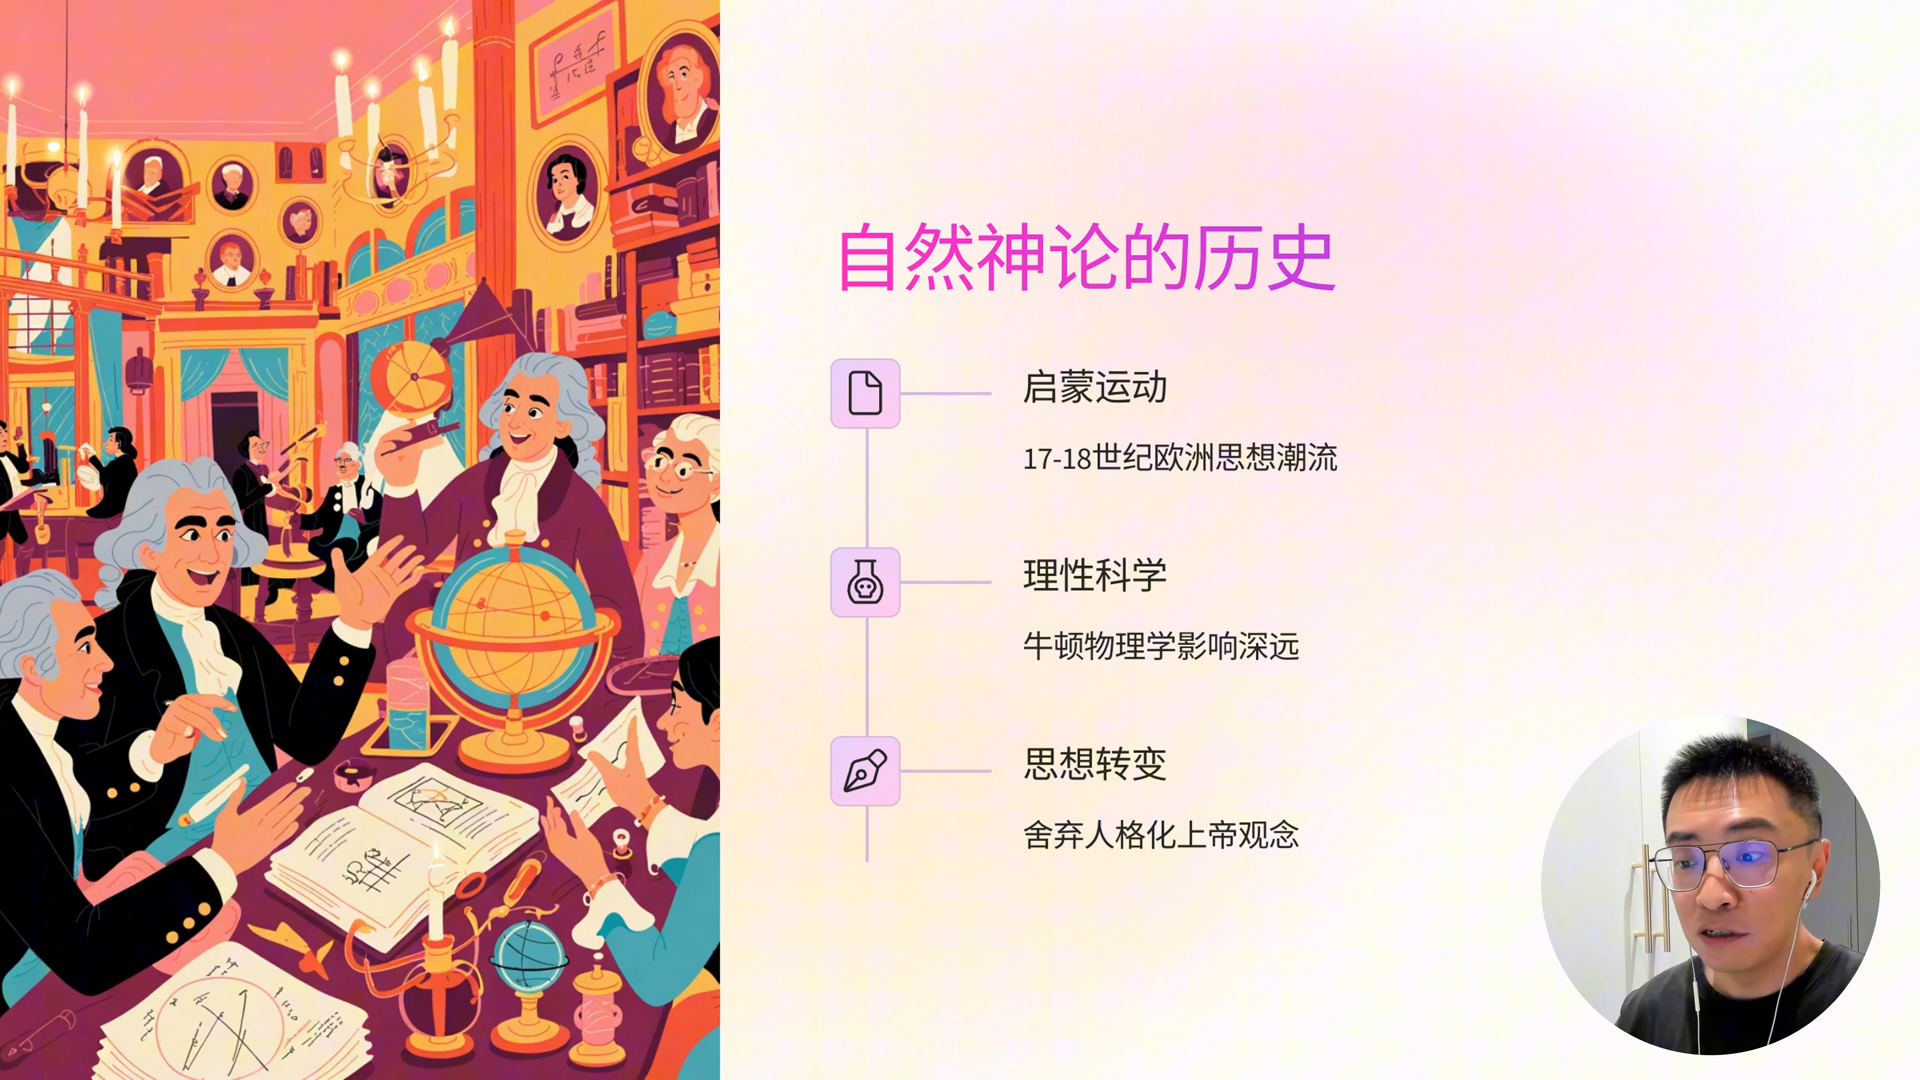 自然神论的历史
启蒙运动
17-18世纪欧洲思想潮流
理性科学
牛顿物理学影响深远
思想转变
舍弃人格化上帝观念